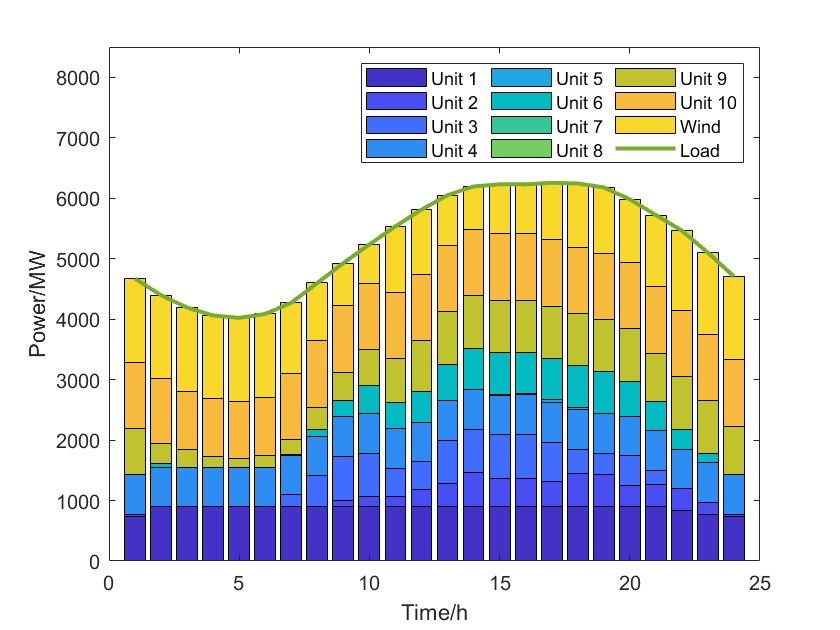 8000
7000
6000
5000
4000
3000
2000
1000
0
Power/MW
Unit 1 Unit 5 Unit 9
Unit 2 Unit 6 Unit 10
Unit 3 Unit 7 Wind
Unit 4 Unit 8 Load
0 5 10 15 20 25
Time/h